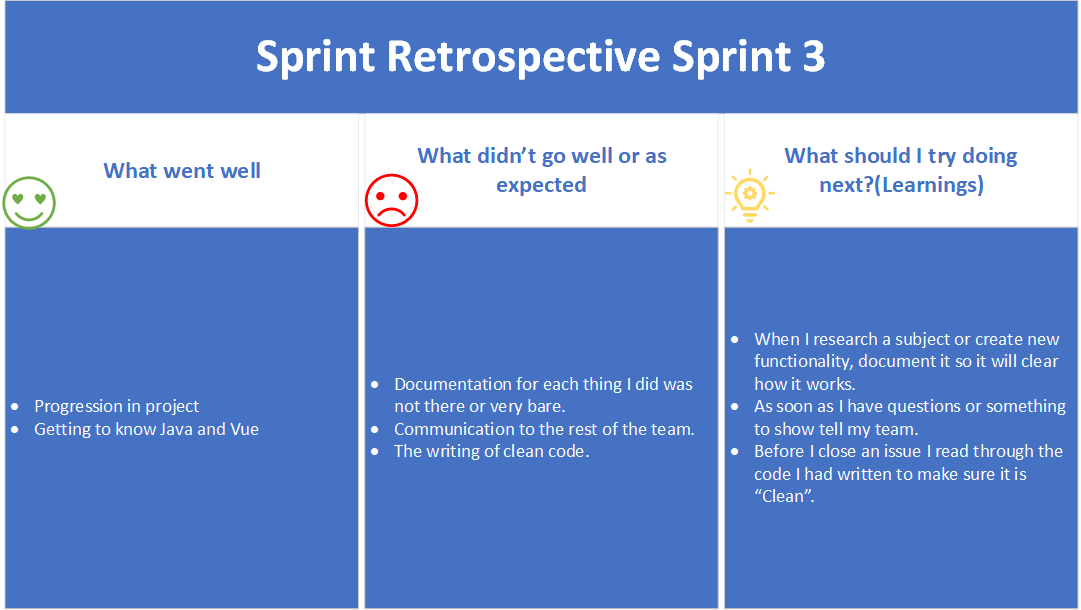 Sprint Retrospective Sprint 3
What went well
What didn’t go well or as
expected
What should I try doing
next?(Learnings)
• Progression in project
• Getting to know Java and Vue
• Documentation for each thing I did was
not there or very bare.
• Communication to the rest of the team.
• The writing of clean code.
• When I research a subject or create new
functionality, document it so it will clear
how it works.
• As soon as I have questions or something
to show tell my team.
• Before I close an issue I read through the
code I had written to make sure it is
“Clean”.